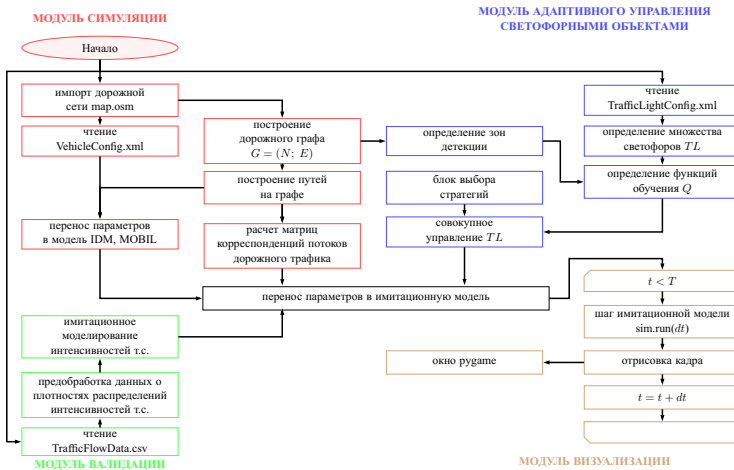 МОДУЛЬ СИМУЛЯЦИИ
МОДУЛЬ АДАПТИВНОГО УПРАВЛЕНИЯ
СВЕТОФОРНЫМИ ОБЪЕКТАМИ
Начало
импорт дорожной
сети map.osm
чтение
VehicleConfig.xml
построение
дорожного графа
G = (N; E)
определение зон
детекции
чтение
TrafficLightConfig.xml
определение множества
светофоров TL
определение функций
обучения Q
построение путей
на графе
блок выбора
стратегий
перенос параметров
в модель IDM, MOBIL
расчет матриц
корреспонденций потоков
дорожного трафика
совокупное
управление TL
перенос параметров в имитационную модель
t < T
шаг имитационной модели
sim.run(dt)
имитационное
моделирование
интенсивностей т.с.
окно pygame
отрисовка кадра
предобработка данных о
плотностях распределений
интенсивностей т.с.
t = t + dt
чтение
TrafficFlowData.csv
МОДУЛЬ ВАЛИДАЦИИ
МОДУЛЬ ВИЗУАЛИЗАЦИИ